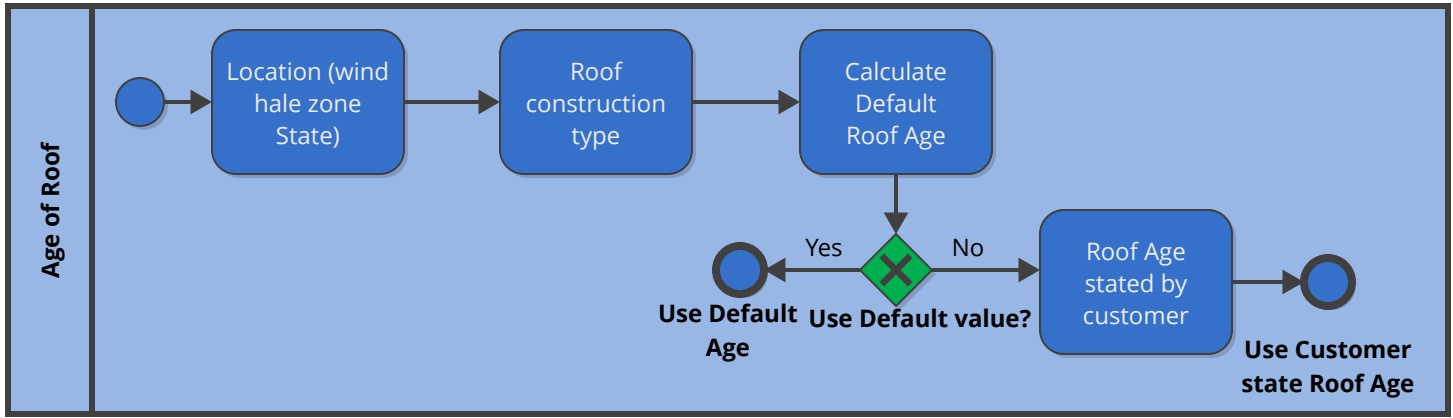 Age of Roof
Location (wind
hale zone
State)
Roof
construction
type
Calculate
Default
Roof Age
Yes
No
Use Default value?
Use Default
Age
Roof Age
stated by
customer
Use Customer
state Roof Age